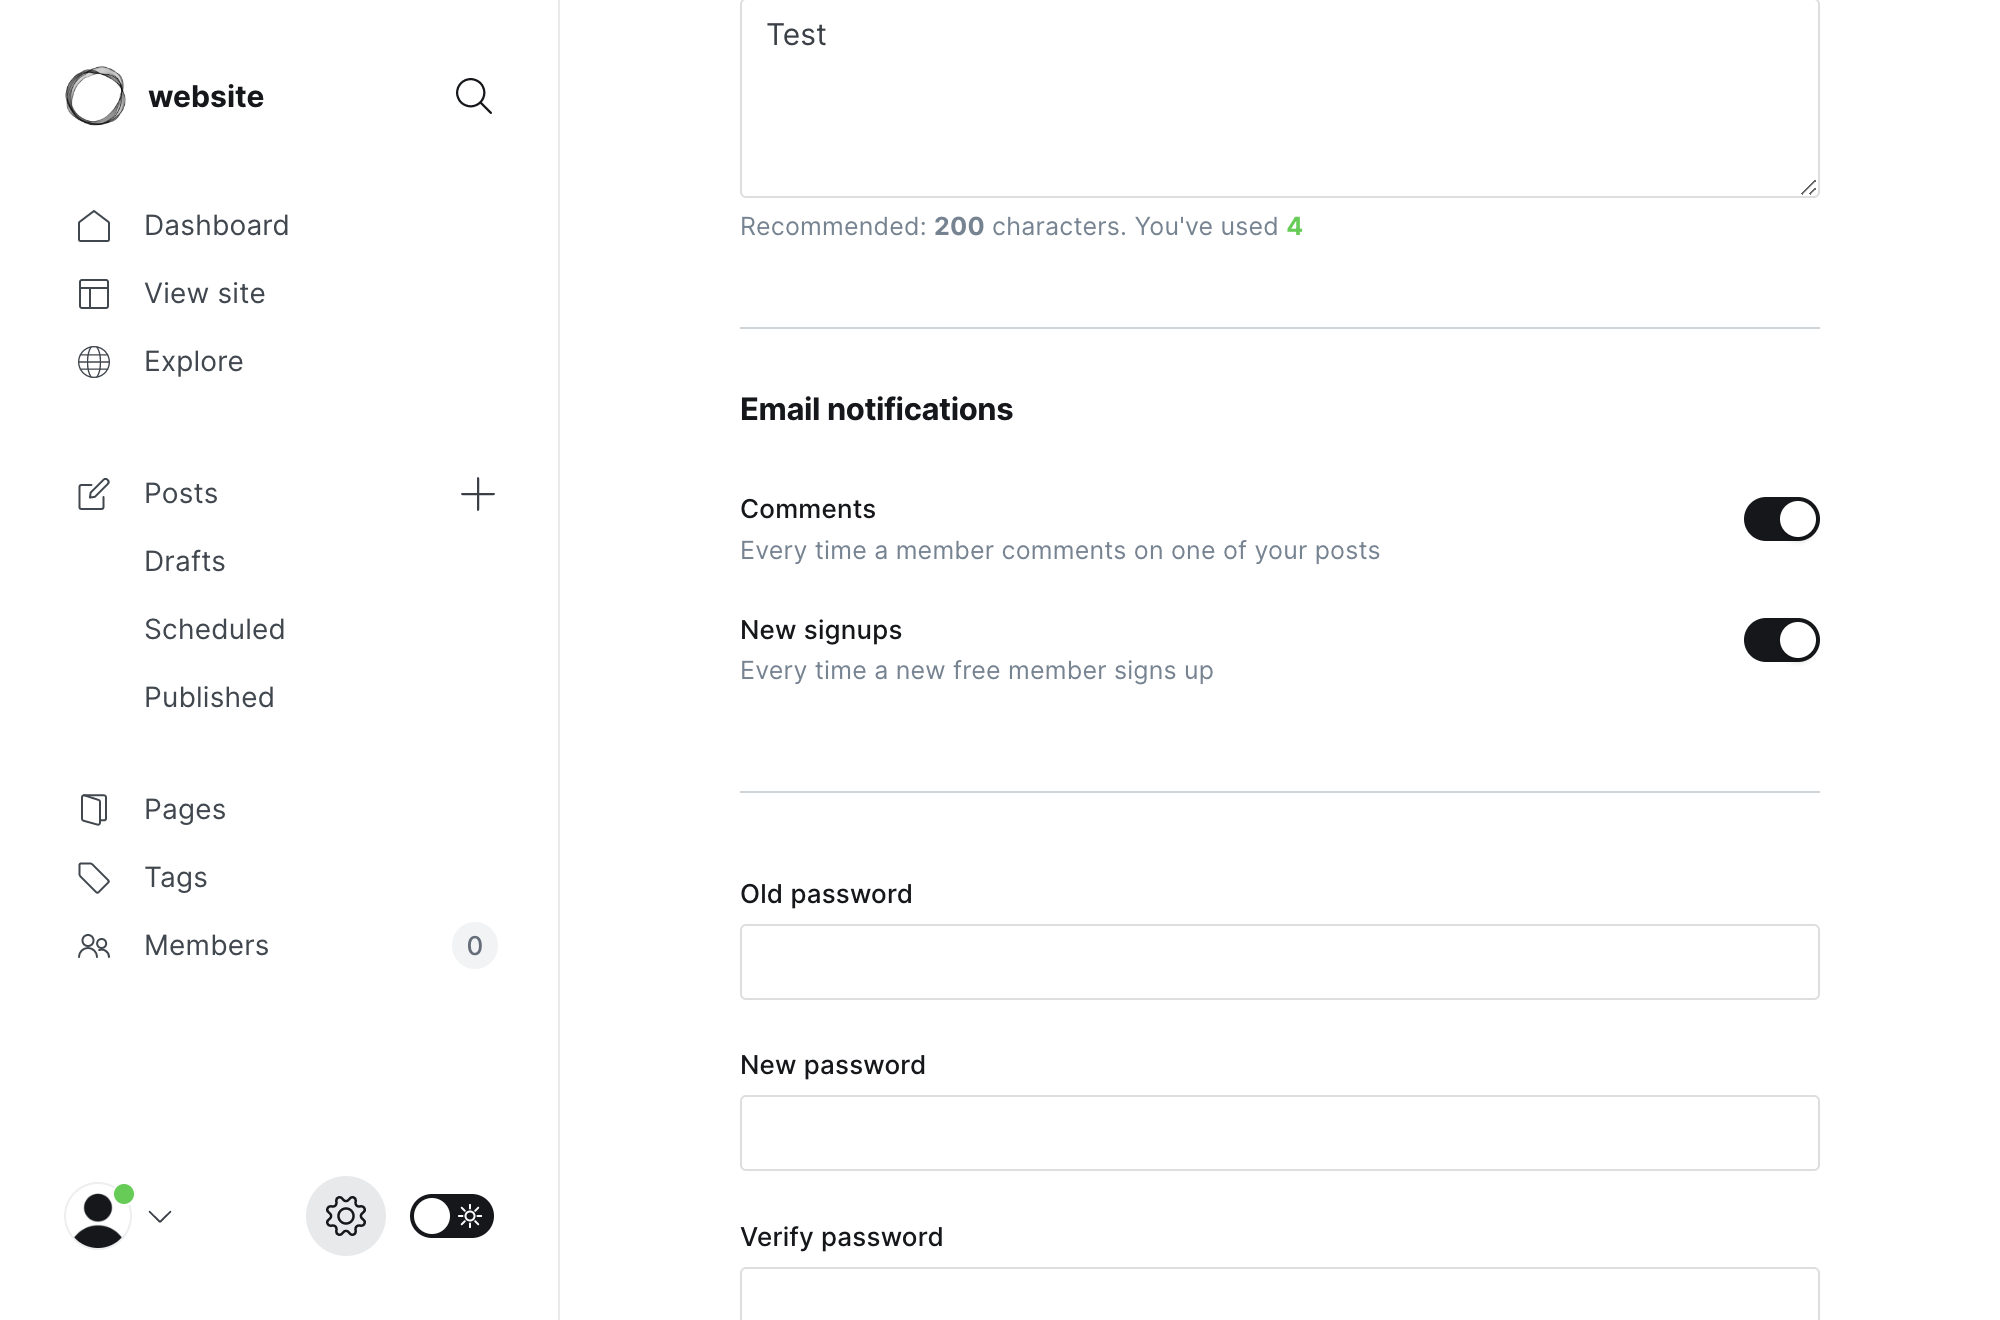 website
Dashboard
View site
Explore
Posts
Drafts
Scheduled
Published
Pages
Tags
Members
0
Test
Recommended: 200 characters. You've used 4
Email notifications
Comments
Every time a member comments on one of your posts
New signups
Every time a new free member signs up
Old password
New password
Verify password